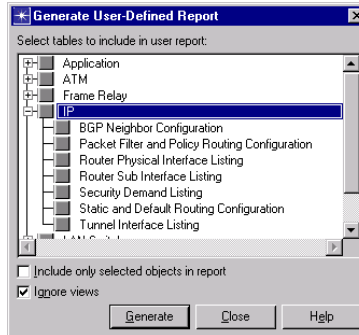 Generate User-Defined Report
Select tables to include in user report:
Application
ATM
Frame Relay
IP
BGP Neighbor Configuration
Packet Filter and Policy Routing Configuration
Router Physical Interface Listing
Router Sub Interface Listing
Security Demand Listing
Static and Default Routing Configuration
Tunnel Interface Listing
Include only selected objects in report
Ignore views
Generate Close Help